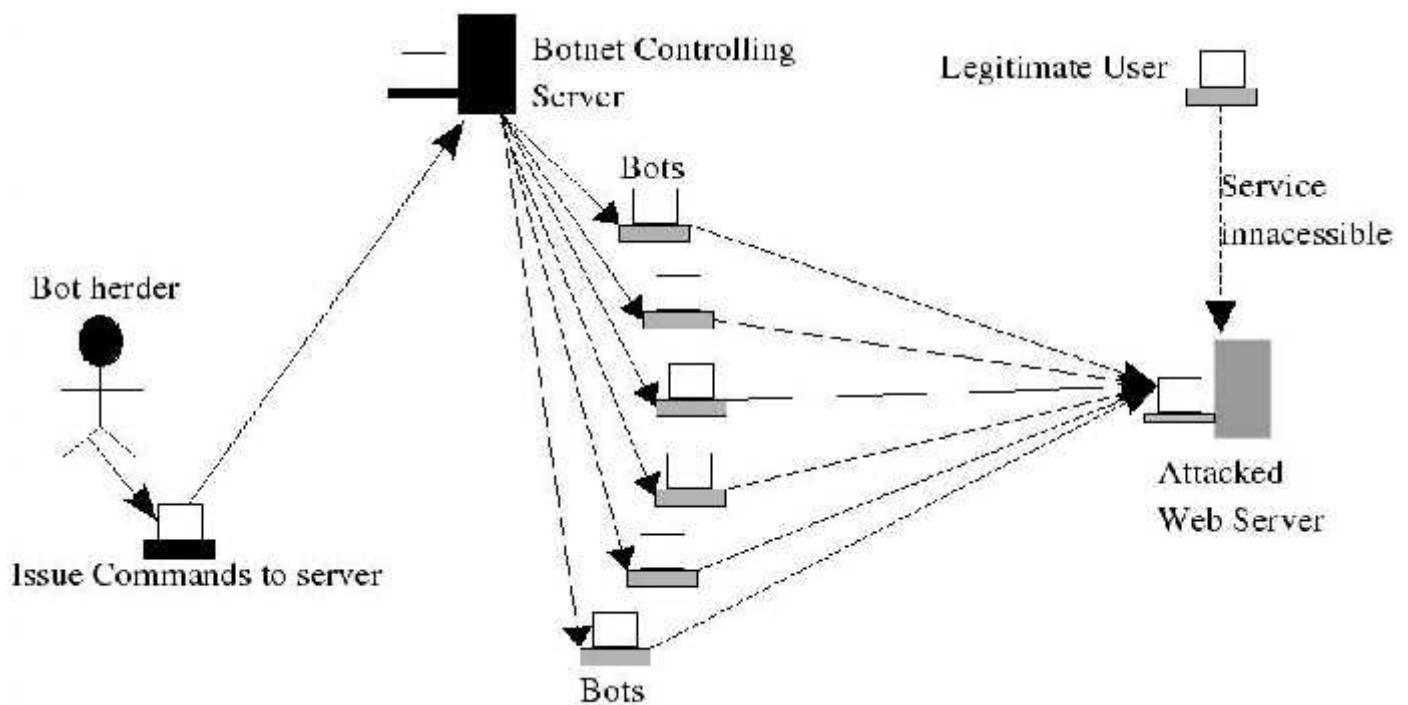 Botnet Controlling
Server
Legitimate User
Bots
Service
innacessible
Bot herder
Attacked
Web Server
Issue Commands to server
Bots